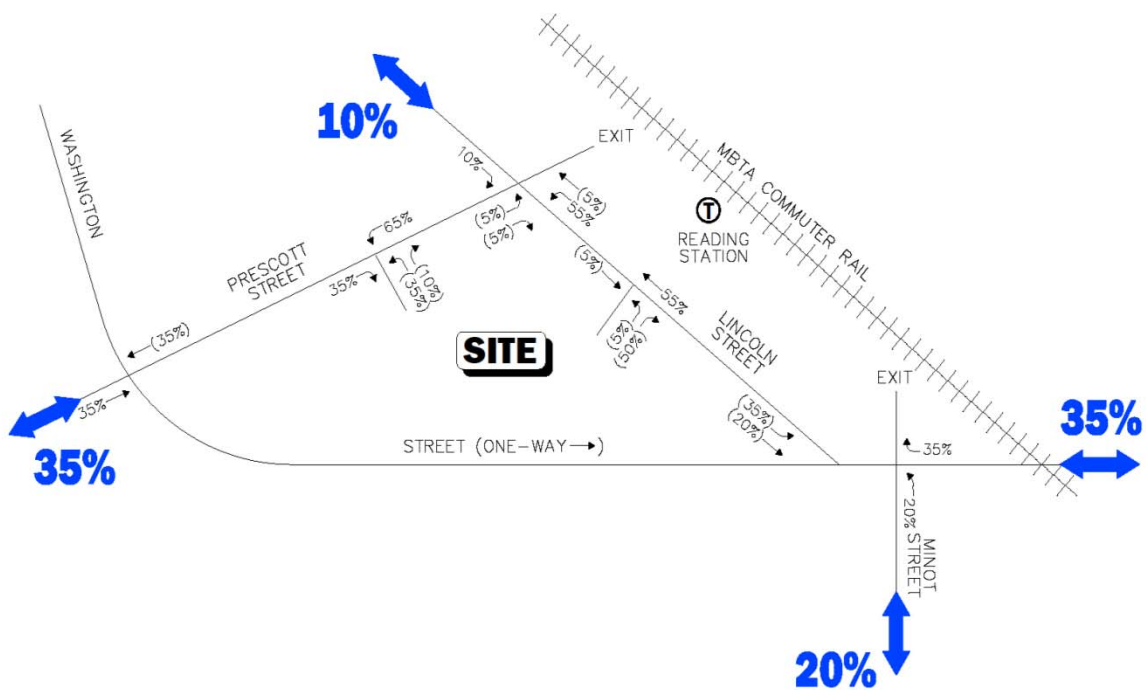 10%
EXIT
10%
(5%)
55%
(5%)
(5%)
MBTA COMMUTER RAIL
T
READING
STATION
WASHINGTON
65%
PRESCOTT
STREET
35%
(35%)
(10%)
(5%)
55%
LINCOLN
STREET
(5%)
(50%)
SITE
(35%)
35%
35%
EXIT
(35%)
(20%)
STREET (ONE-WAY→)
35%
35%
20%
MINOT
STREET
20%